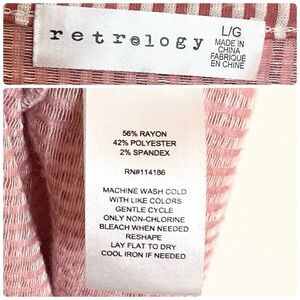 retrology
L/G
MADE IN
CHINA
FABRIQUÉ
EN CHINE
56% RAYON
42% POLYESTER
2% SPANDEX
RN#114186
MACHINE WASH COLD
WITH LIKE COLORS
GENTLE CYCLE
ONLY NON-CHLORINE
BLEACH WHEN NEEDED
RESHAPE
LAY FLAT TO DRY
COOL IRON IF NEEDED